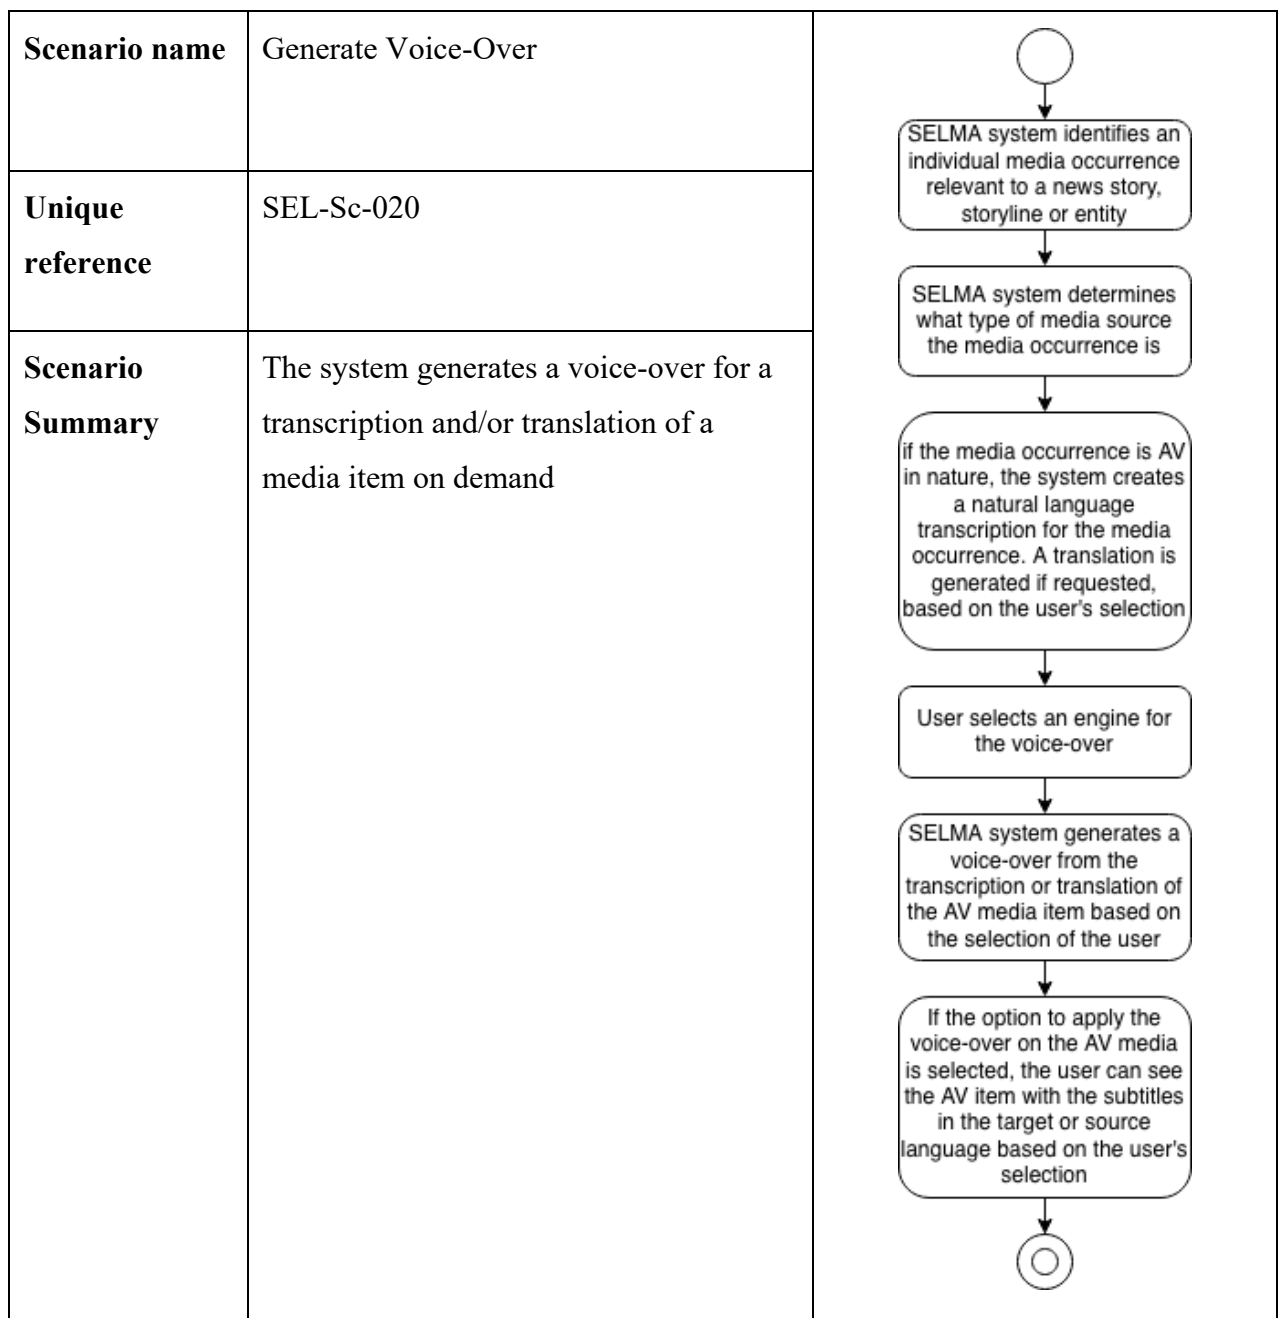 Scenario name
Generate Voice-Over
Unique
reference
SEL-Sc-020
Scenario
Summary
The system generates a voice-over for a
transcription and/or translation of a
media item on demand
SELMA system identifies an
individual media occurrence
relevant to a news story,
storyline or entity
SELMA system determines
what type of media source
the media occurrence is
if the media occurrence is AV
in nature, the system creates
a natural language
transcription for the media
occurrence. A translation is
generated if requested,
based on the user's selection
User selects an engine for
the voice-over
SELMA system generates a
voice-over from the
transcription or translation of
the AV media item based on
the selection of the user
If the option to apply the
voice-over on the AV media
is selected, the user can see
the AV item with the subtitles
in the target or source
language based on the user's
selection